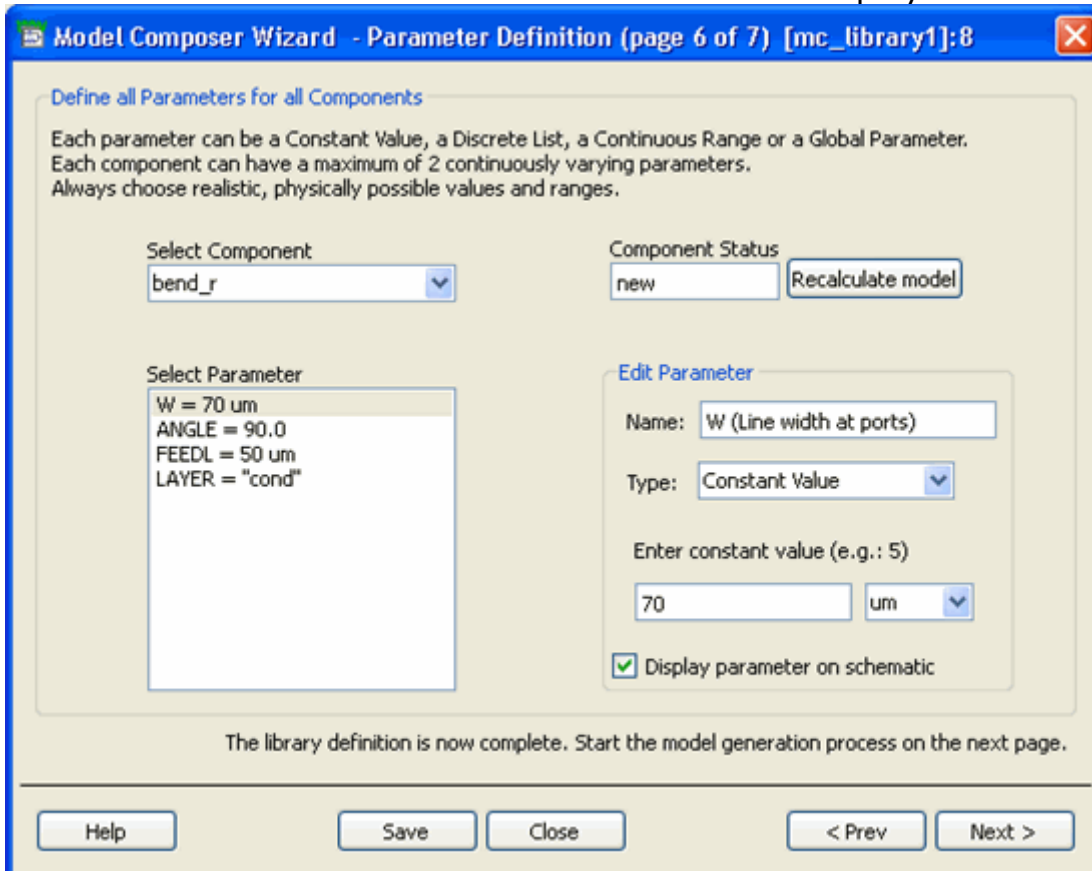 Model Composer Wizard - Parameter Definition (page 6 of 7) [mc_library1]:8
Define all Parameters for all Components
Each parameter can be a Constant Value, a Discrete List, a Continuous Range or a Global Parameter.
Each component can have a maximum of 2 continuously varying parameters.
Always choose realistic, physically possible values and ranges.
Select Component
bend_r
Component Status
new
Recalculate model
Select Parameter
W = 70 um
ANGLE = 90.0
FEEDL = 50 um
LAYER = "cond"
Edit Parameter
Name: W (Line width at ports)
Type: Constant Value
Enter constant value (e.g.: 5)
70 um
Display parameter on schematic
The library definition is now complete. Start the model generation process on the next page.
Help Save Close < Prev Next >